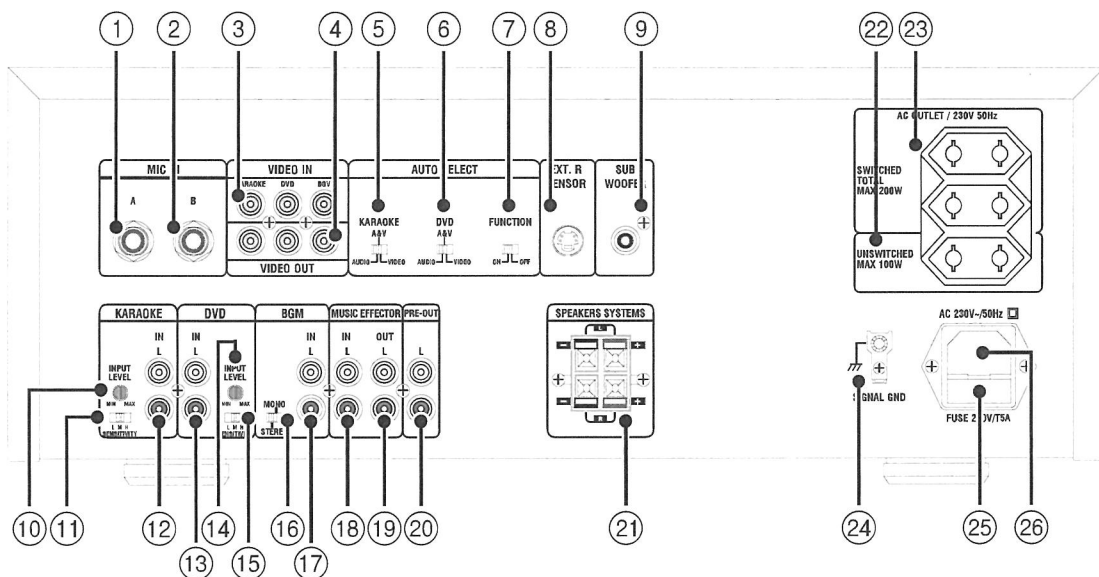 1 2 3 4 5 6 7 8 9 22 23
AC OUTLET / 230V 50Hz
MIC
VIDEO IN
AUTO
EXT. R
SUB
KARAOKE DVD BGV
A B
SWITCHED
TOTAL
MAX 200W
KARAOKE DVD FUNCTION
A&V A&V
AUDIO VIDEO AUDIO VIDEO ON OFF
VIDEO OUT
UNSWITCHED
MAX 100W
KARAOKE DVD BGM MUSIC EFFECTOR PRE-OUT
SPEAKERS SYSTEMS
AC 230V~/50Hz
IN IN IN IN OUT
L L L L L L
L
INPUT
LEVEL
INPUT
LEVEL
MIN MAX MIN MAX
MONO
L M H L M H
SENSITIVITY
R
SIGNAL GND
FUSE
10 11 12 13 14 15 16 17 18 19 20 21 24 25 26